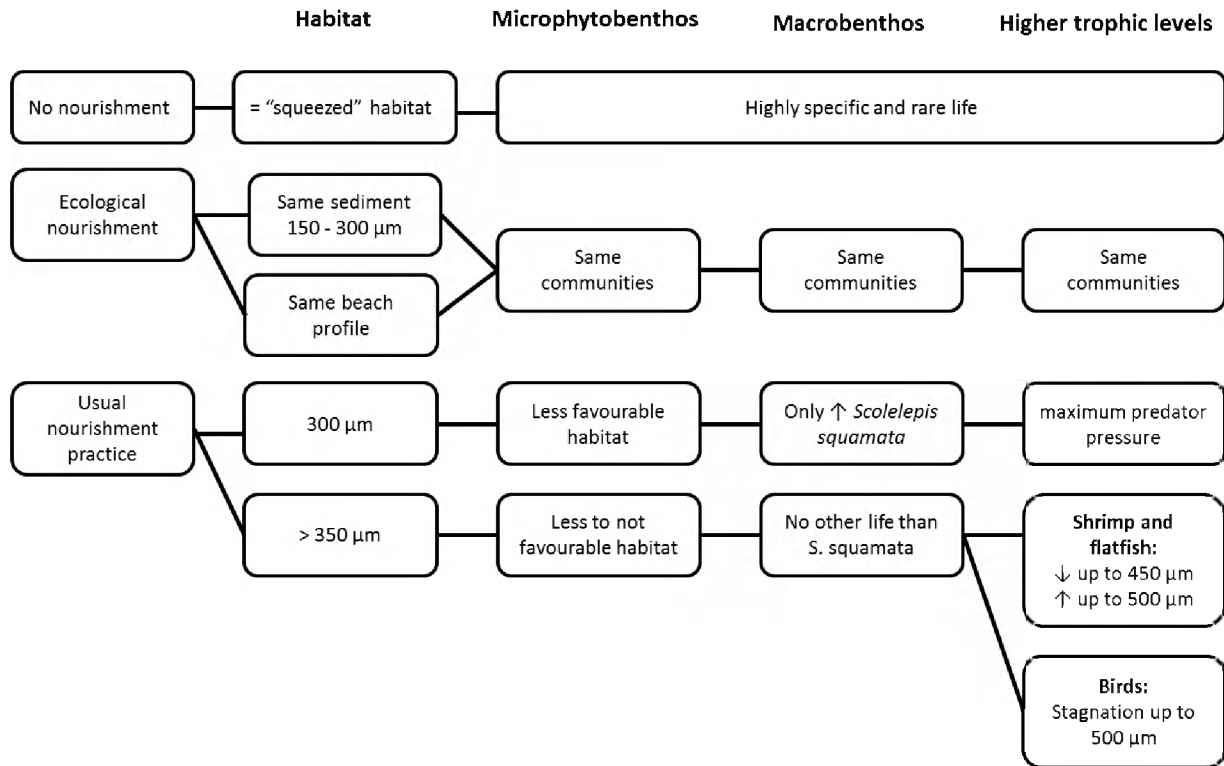 Habitat
Microphytobenthos
Macrobenthos
Higher trophic levels
No nourishment
= “squeezed” habitat
Highly specific and rare life
Ecological
nourishment
Same sediment
150 - 300 µm
Same beach
profile
Same
communities
Same
communities
Same
communities
Usual
nourishment
practice
300 µm
Less favourable
habitat
Only ↑ Scolelepis
squamata
maximum predator
pressure
> 350 µm
Less to not
favourable habitat
No other life than
S. squamata
Shrimp and
flatfish:
↓ up to 450 µm
↑ up to 500 µm
Birds:
Stagnation up to
500 µm